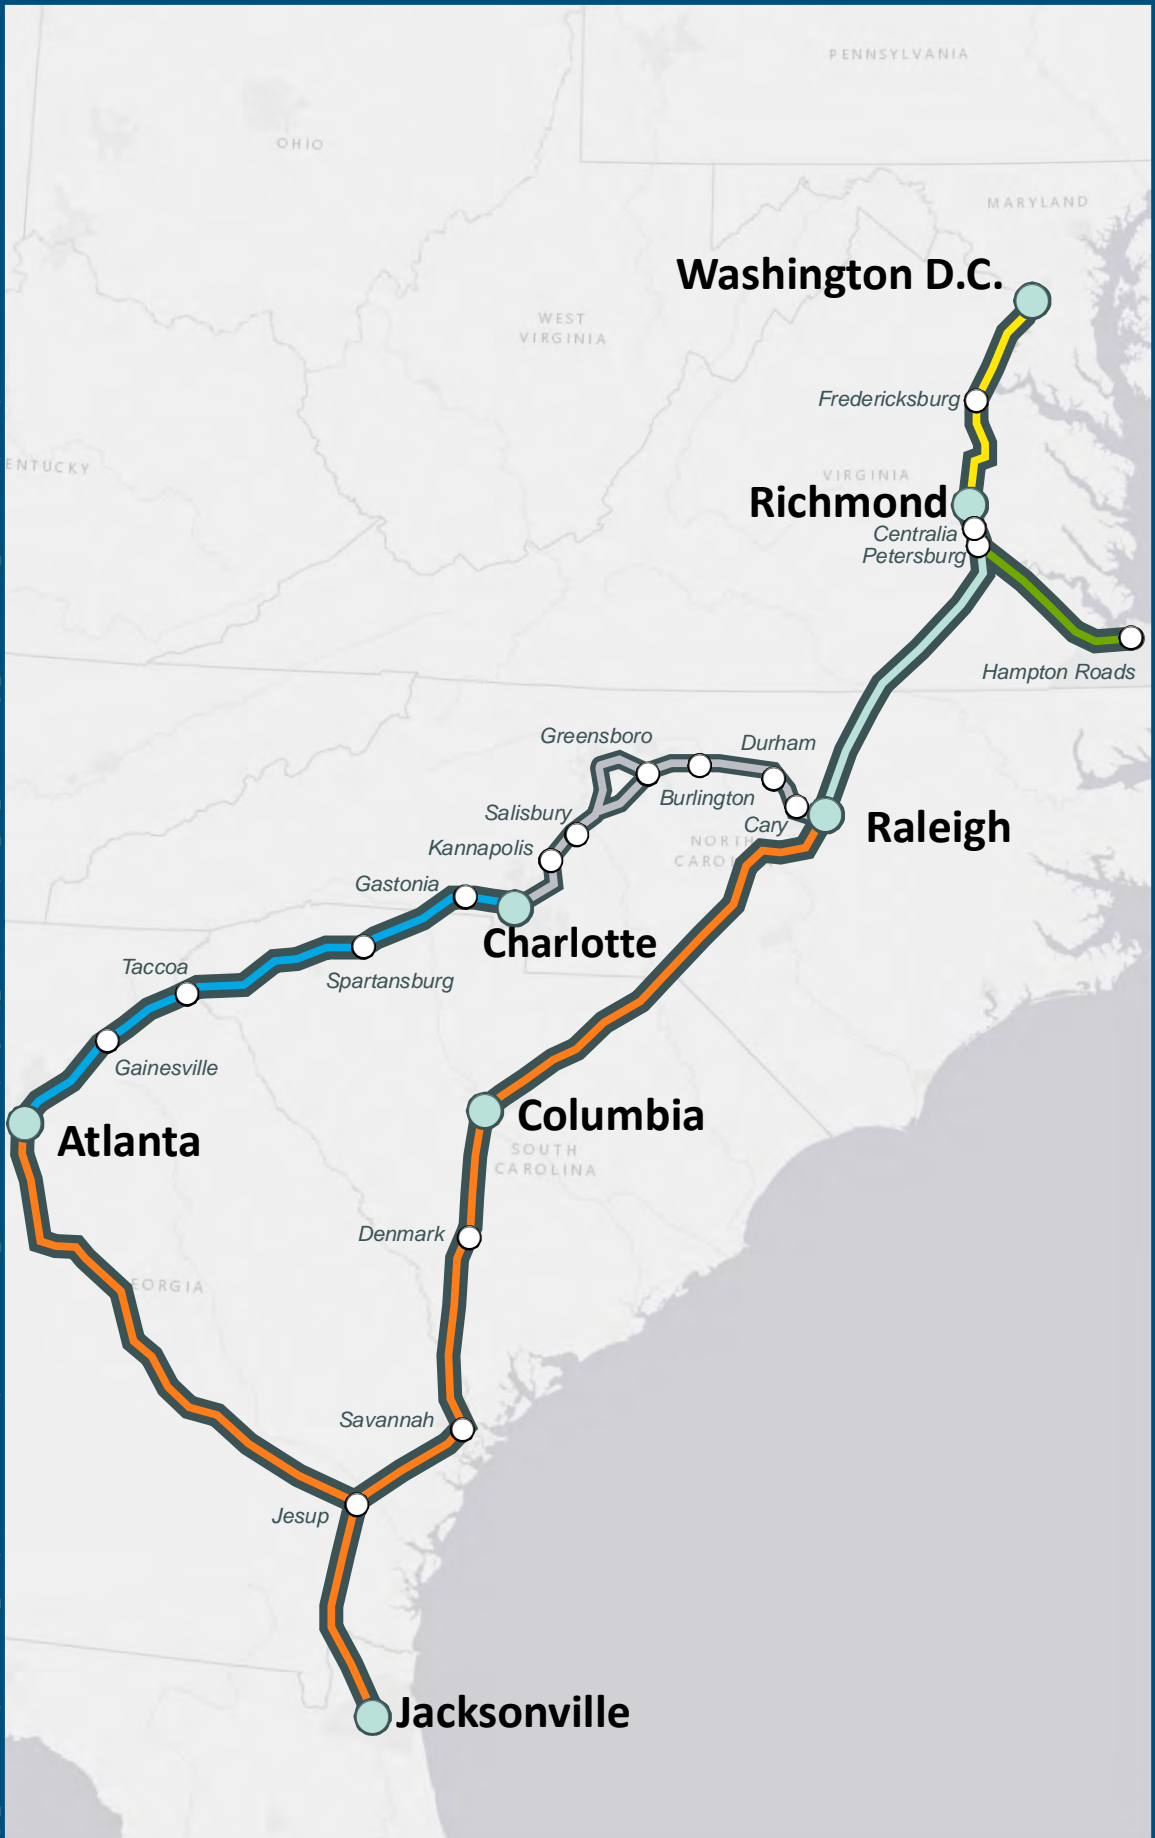 PENNSYLVANIA
OHIO
MARYLAND
Washington D.C.
WEST
VIRGINIA
Fredericksburg
ENTUCKY
VIRGINIA
Richmond
Centralia
Petersburg
Hampton Roads
Greensboro
Durham
Burlington
Salisbury
Cary
Raleigh
NORTH
CARO
Kannapolis
Gastonia
Charlotte
Taccoa
Spartansburg
Gainesville
Atlanta
Columbia
SOUTH
CAROLINA
Denmark
EORGIA
Savannah
Jesup
Jacksonville